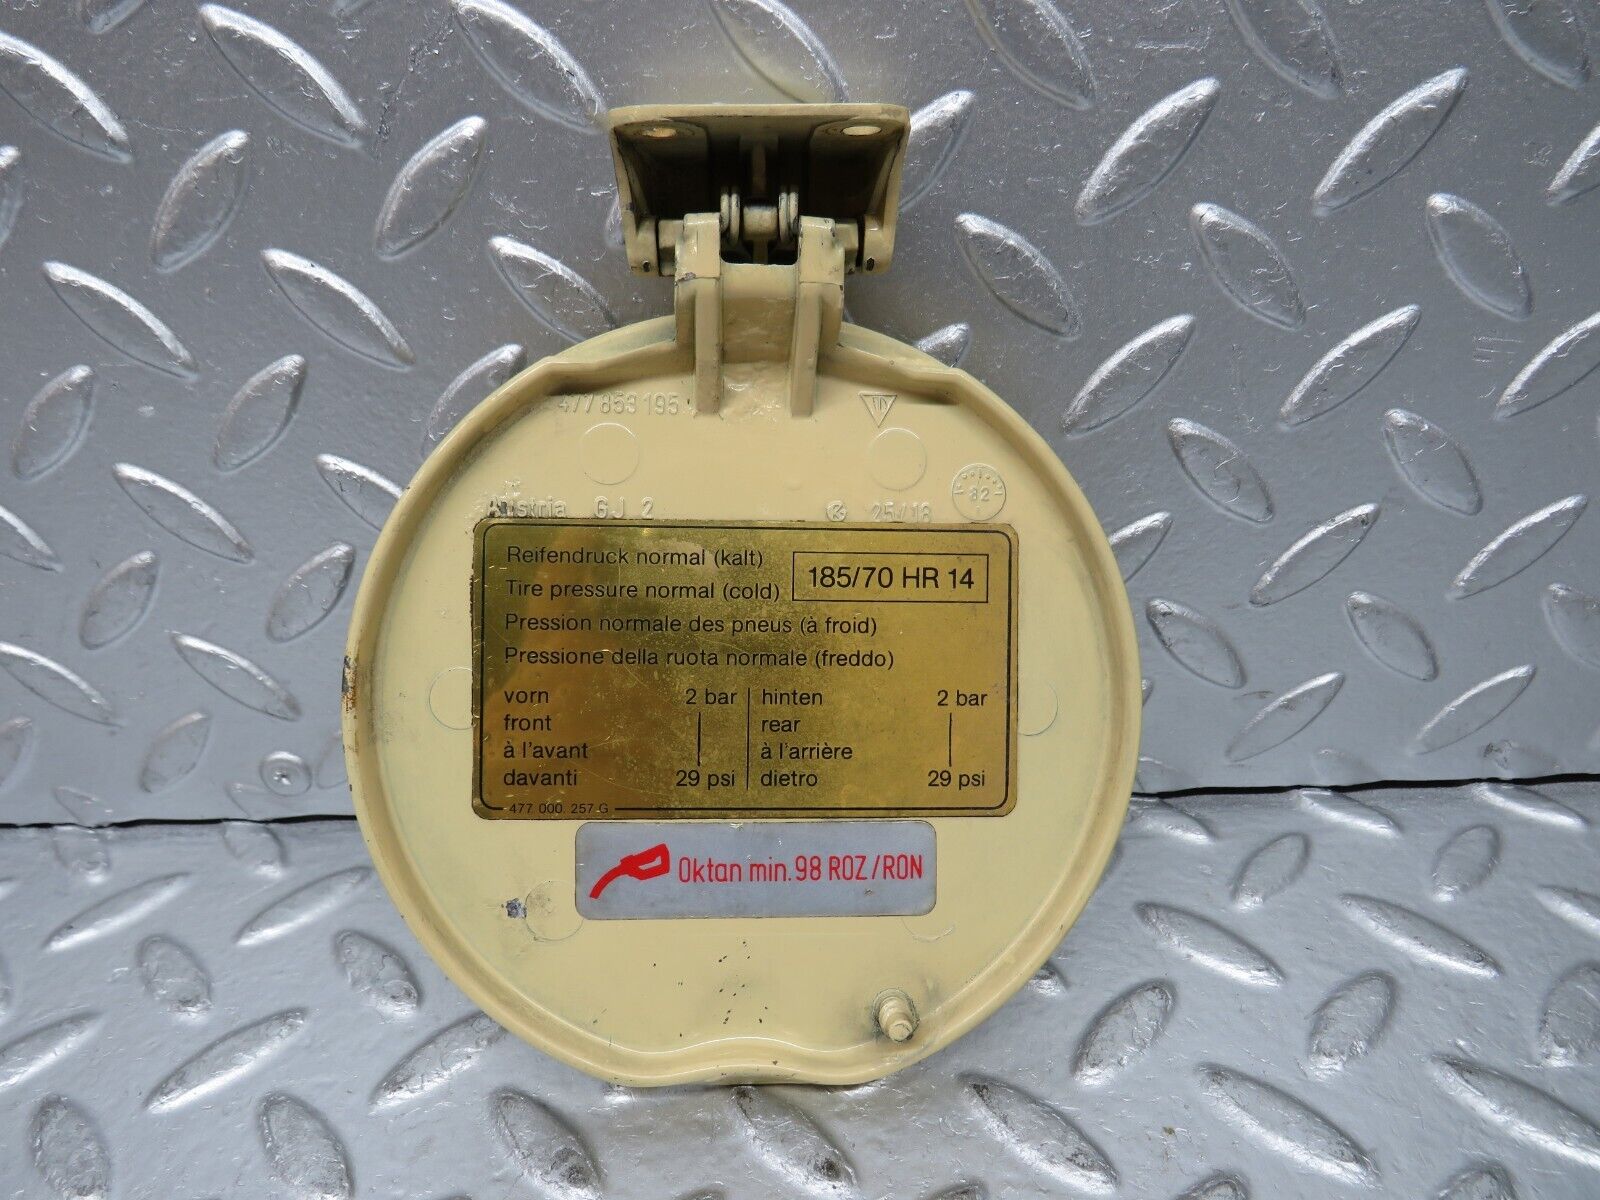 477 853 195
Austria GJ 2
K 25/18
82
Reifendruck normal (kalt)
Tire pressure normal (cold)
185/70 HR 14
Pression normale des pneus (à froid)
Pressione della ruota normale (freddo)
vorn 2 bar hinten 2 bar
front rear
à l'avant à l'arrière
davanti 29 psi dietro 29 psi
477 000. 257 G
Oktan min. 98 ROZ/RON